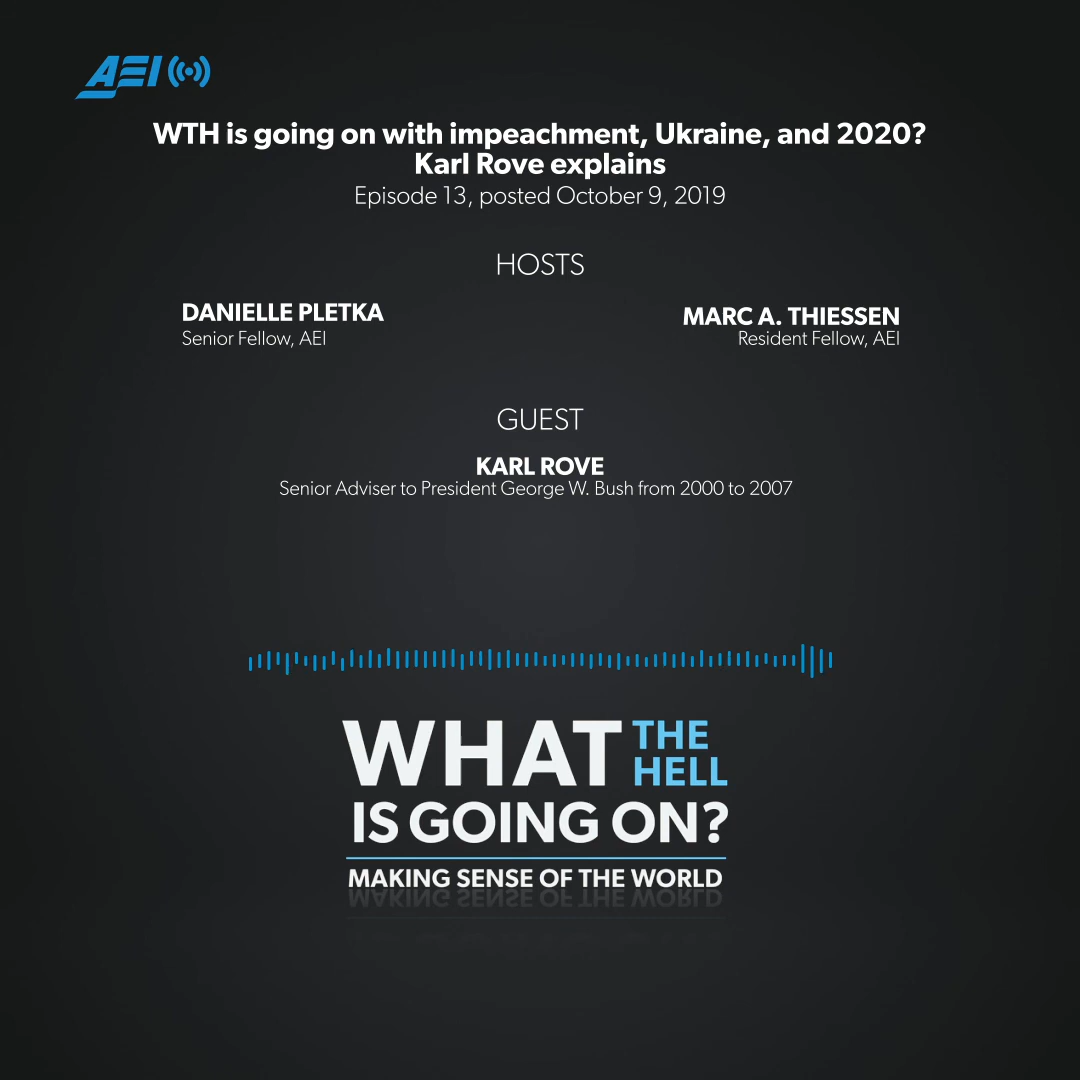 AEI
WTH is going on with impeachment, Ukraine, and 2020?
Karl Rove explains
Episode 13, posted October 9, 2019
HOSTS
DANIELLE PLETKA
Senior Fellow, AEI
MARC A. THIESSEN
Resident Fellow, AEI
GUEST
KARL ROVE
Senior Adviser to President George W. Bush from 2000 to 2007
WHAT THE HELL
IS GOING ON?
MAKING SENSE OF THE WORLD